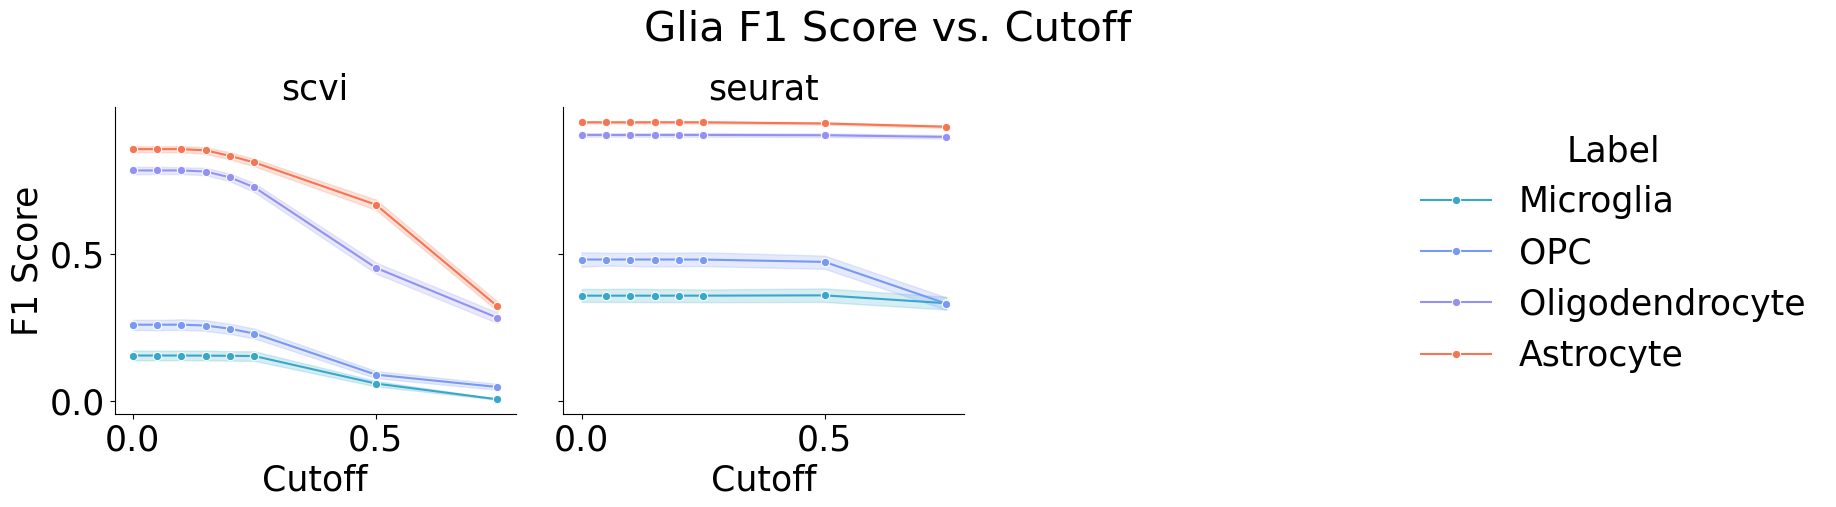 Glia F1 Score vs. Cutoff
scvi
seurat
F1 Score
0.5
0.0
0.0
0.5
0.0
0.5
Cutoff
Cutoff
Label
Microglia
OPC
Oligodendrocyte
Astrocyte